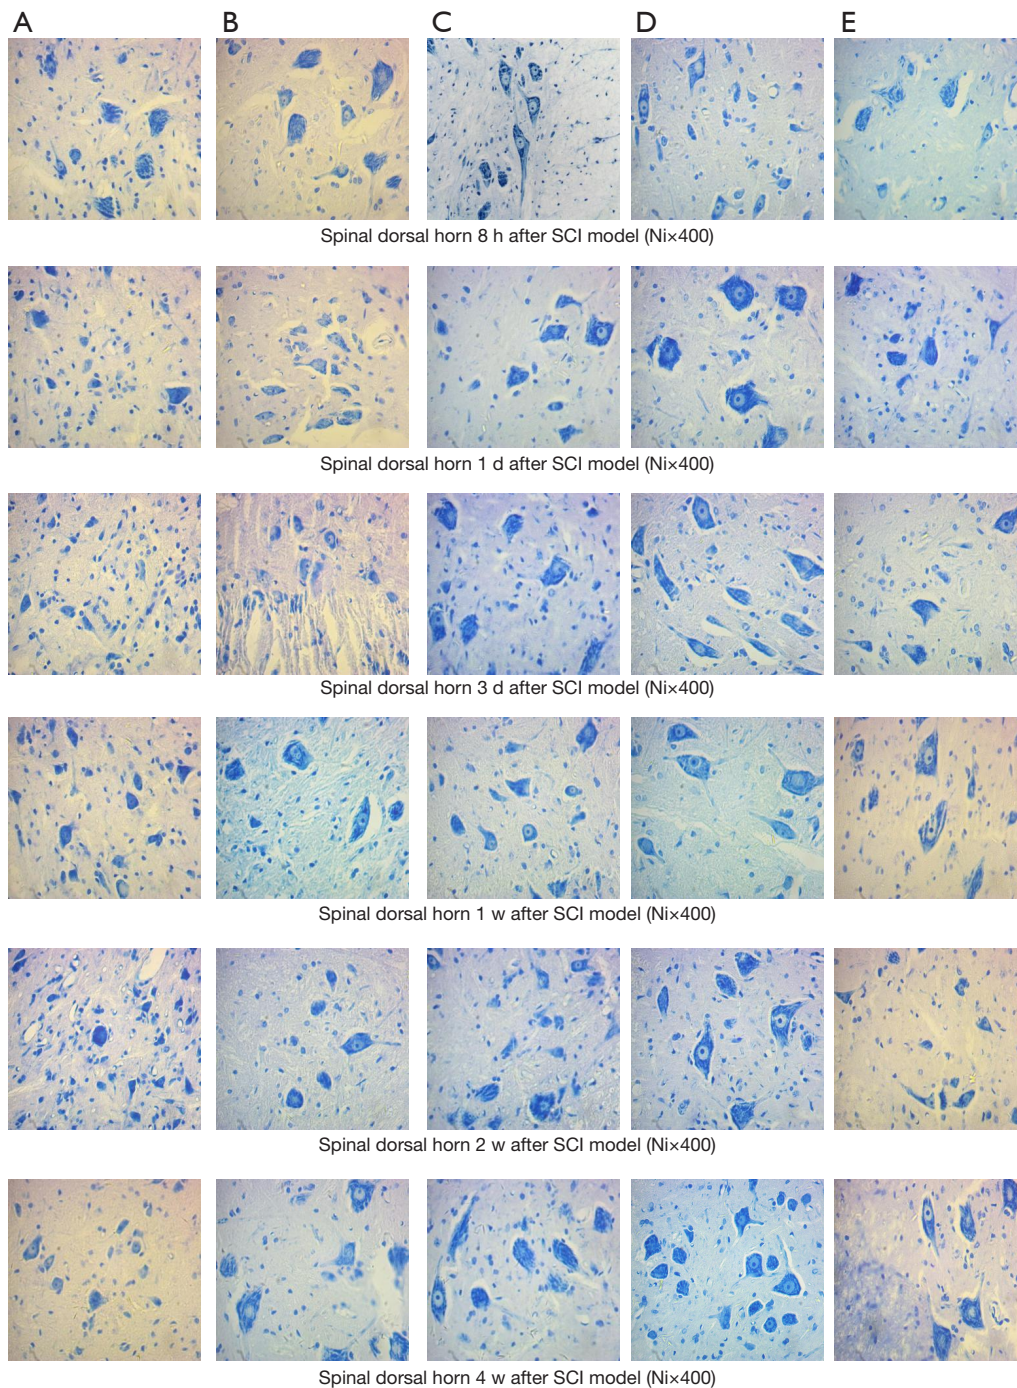 A B C D E
Spinal dorsal horn 8 h after SCI model (Ni×400)
Spinal dorsal horn 1 d after SCI model (Ni×400)
Spinal dorsal horn 3 d after SCI model (Ni×400)
Spinal dorsal horn 1 w after SCI model (Ni×400)
Spinal dorsal horn 2 w after SCI model (Ni×400)
Spinal dorsal horn 4 w after SCI model (Ni×400)